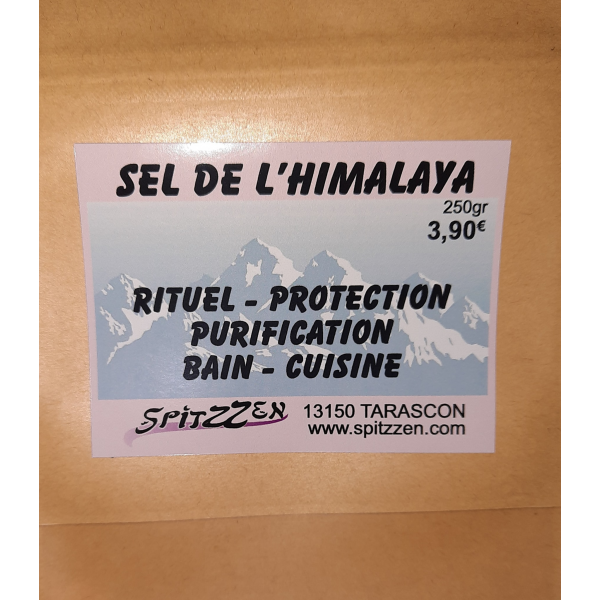 SEL DE L'HIMALAYA
250gr
3,90€
RITUEL - PROTECTION
PURIFICATION
BAIN - CUISINE
SPiTZZEN 13150 TARASCON
www.spitzzen.com